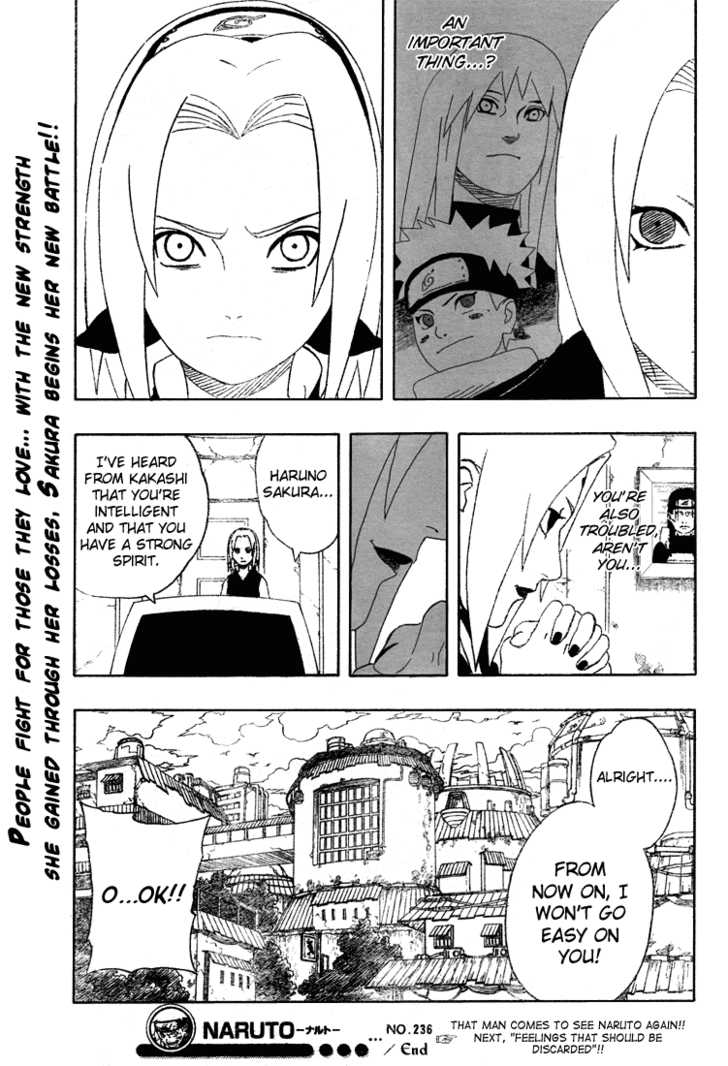 AN
IMPORTANT
THING...?
YOU'RE
ALSO
TROUBLED,
AREN'T
YOU...
HARUNO
SAKURA...
I'VE HEARD
FROM KAKASHI
THAT YOU'RE
INTELLIGENT
AND THAT YOU
HAVE A STRONG
SPIRIT.
ALRIGHT....
FROM
NOW ON, I
WON'T GO
EASY ON
YOU!
O...OK!!
PEOPLE FIGHT FOR THOSE THEY LOVE... WITH THE NEW STRENGTH
SHE GAINED THROUGH HER LOSSES, SAKURA BEGINS HER NEW BATTLE!!
NARUTO -ナルト- ... NO.236 / End
☞ THAT MAN COMES TO SEE NARUTO AGAIN!!
NEXT, "FEELINGS THAT SHOULD BE
DISCARDED"!!